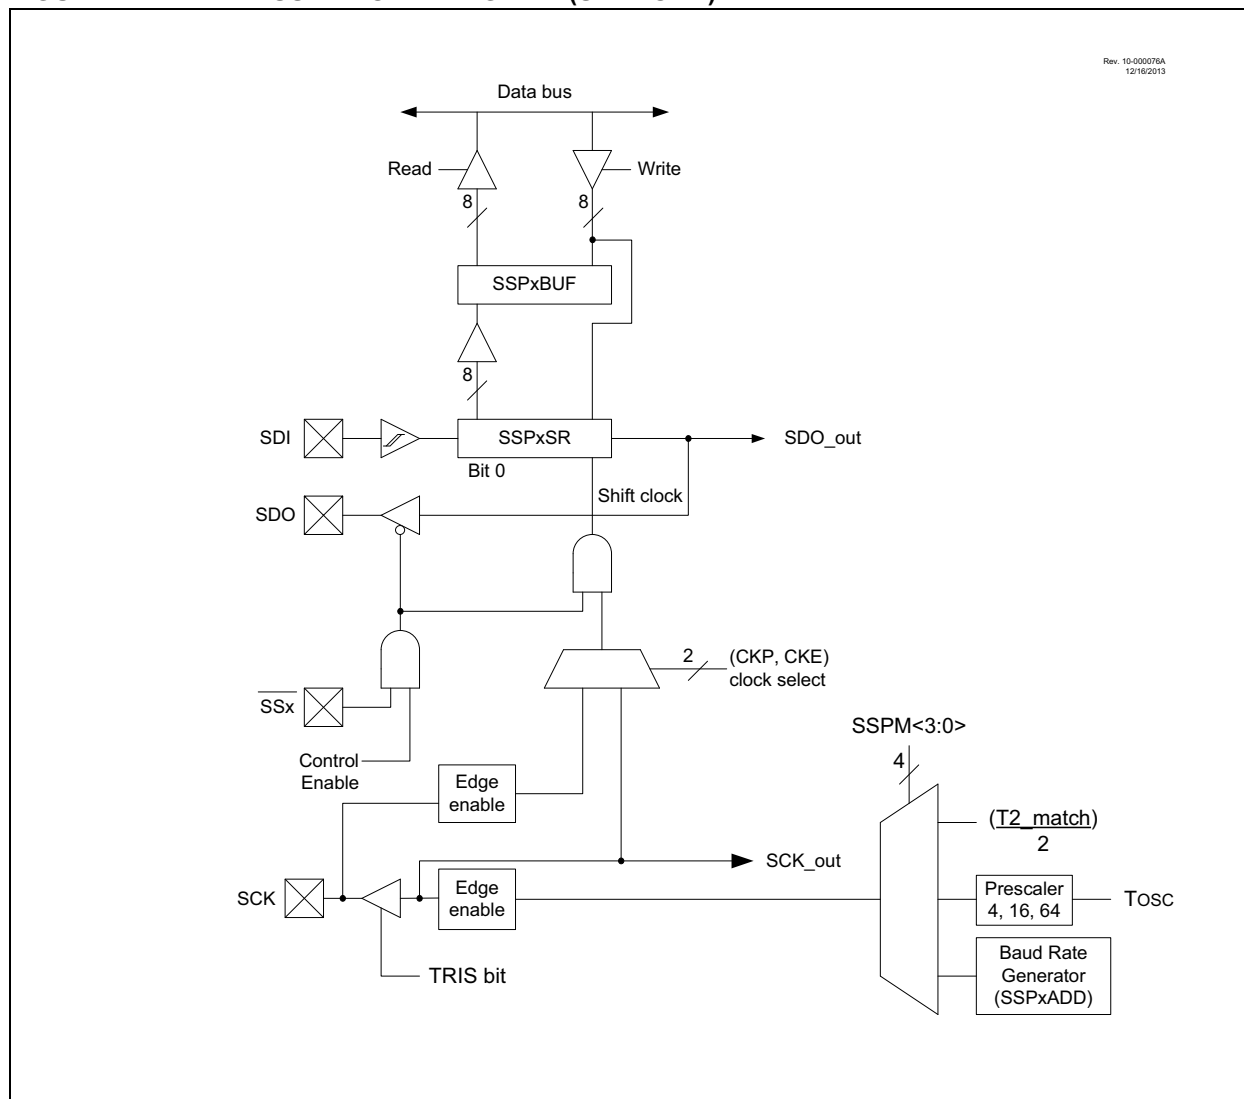 Rev. 10-000076A
12/16/2013
Data bus
Read
Write
8
8
SSPxBUF
8
SDI
SSPxSR
SDO_out
Bit 0
Shift clock
SDO
2
(CKP, CKE)
clock select
SSx
Control
Enable
SSPM<3:0>
4
Edge
enable
(T2_match)
2
SCK_out
SCK
Edge
enable
Prescaler
4, 16, 64
TOSC
TRIS bit
Baud Rate
Generator
(SSPxADD)